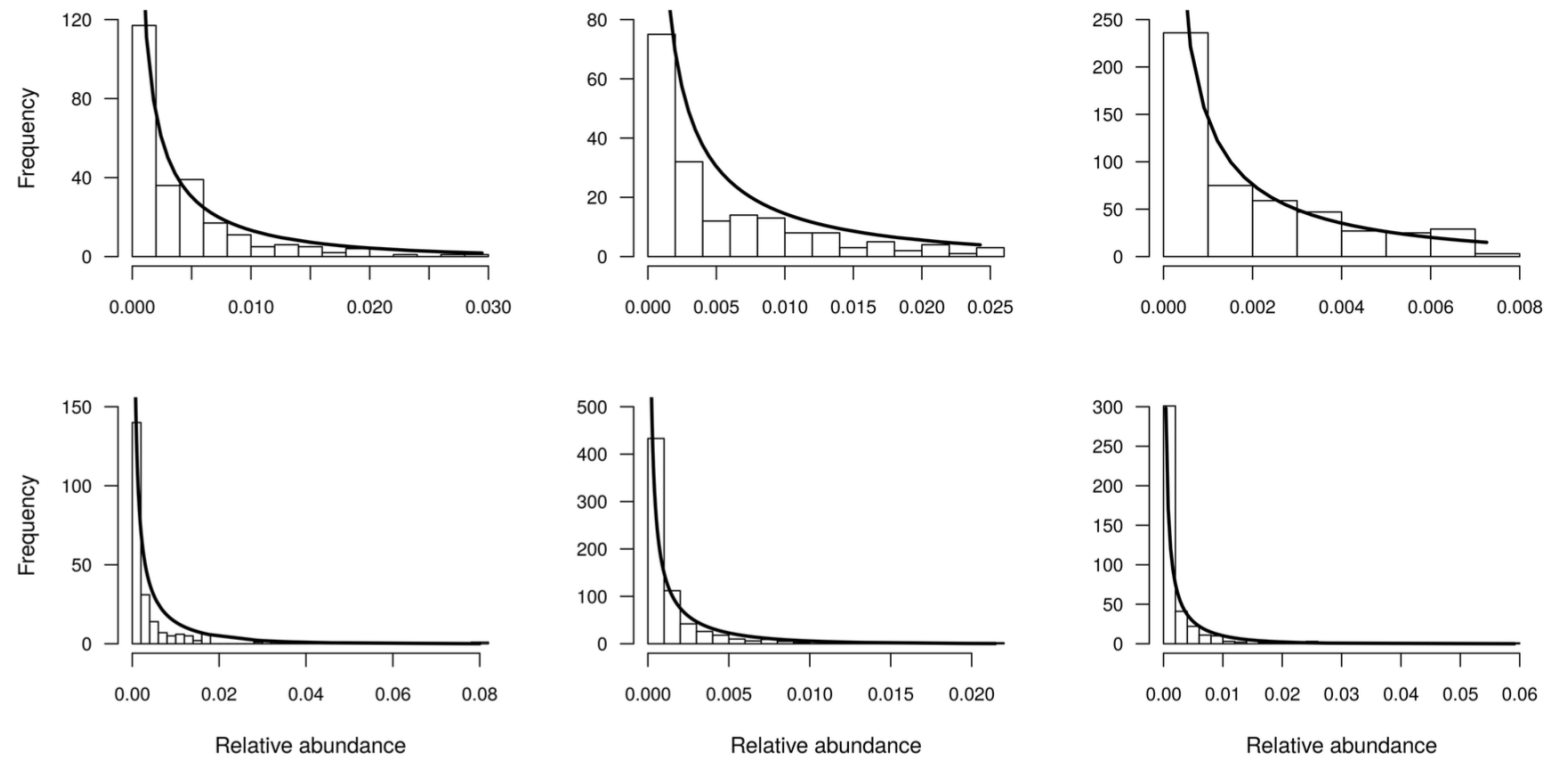 120
80
40
0
Frequency
0.000 0.010 0.020 0.030
80
60
40
20
0
0.000 0.005 0.010 0.015 0.020 0.025
250
200
150
100
50
0
0.000 0.002 0.004 0.006 0.008
150
100
50
0
Frequency
0.00 0.02 0.04 0.06 0.08
Relative abundance
500
400
300
200
100
0
0.000 0.005 0.010 0.015 0.020
Relative abundance
300
250
200
150
100
50
0
0.00 0.01 0.02 0.03 0.04 0.05 0.06
Relative abundance